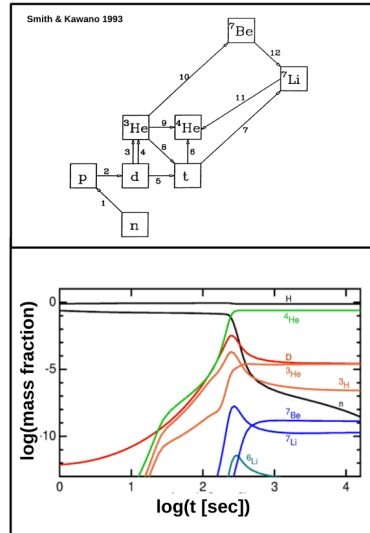 Smith & Kawano 1993
⁷Be
12
⁷Li
10
11
³He
9
⁴He
3
4
8
6
7
p
2
d
5
t
1
n
0
H
⁴He
D
³He
³H
-5
n
⁷Be
⁷Li
-10
⁶Li
0
1
2
3
4
log(mass fraction)
log(t [sec])